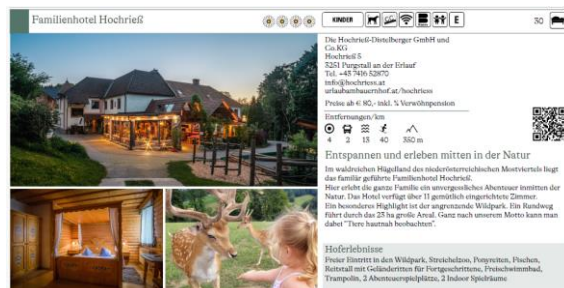 Familienhotel Hochrieß
KINDER
E
30
Die Hochrieß-Distelberger GmbH und
Co.KG
Hochrieß 5
3251 Purgstall an der Erlauf
Tel. +43 7416 52870
info@hochriess.at
urlaubambauernhof.at/hochriess
Preise ab € 80,- inkl. ¾ Verwöhnpension
Entfernungen/km
4 2 13 40 350 m
Entspannen und erleben mitten in der Natur
Im waldreichen Hügelland des niederösterreichischen Mostviertels liegt
das familär geführte Familienhotel Hochrieß.
Hier erlebt die ganze Familie ein unvergessliches Abenteuer inmitten der
Natur. Das Hotel verfügt über 11 gemütlich eingerichtete Zimmer.
Ein besonderes Highlight ist der angrenzende Wildpark. Ein Rundweg
führt durch das 23 ha große Areal. Ganz nach unserem Motto kann man
dabei "Tiere hautnah beobachten".
Hoferlebnisse
Freier Eintritt in den Wildpark, Streichelzoo, Ponyreiten, Fischen,
Reitstall mit Geländeritten für Fortgeschrittene, Freischwimmbad,
Trampolin, 2 Abenteuerspielplätze, 2 Indoor Spielräume